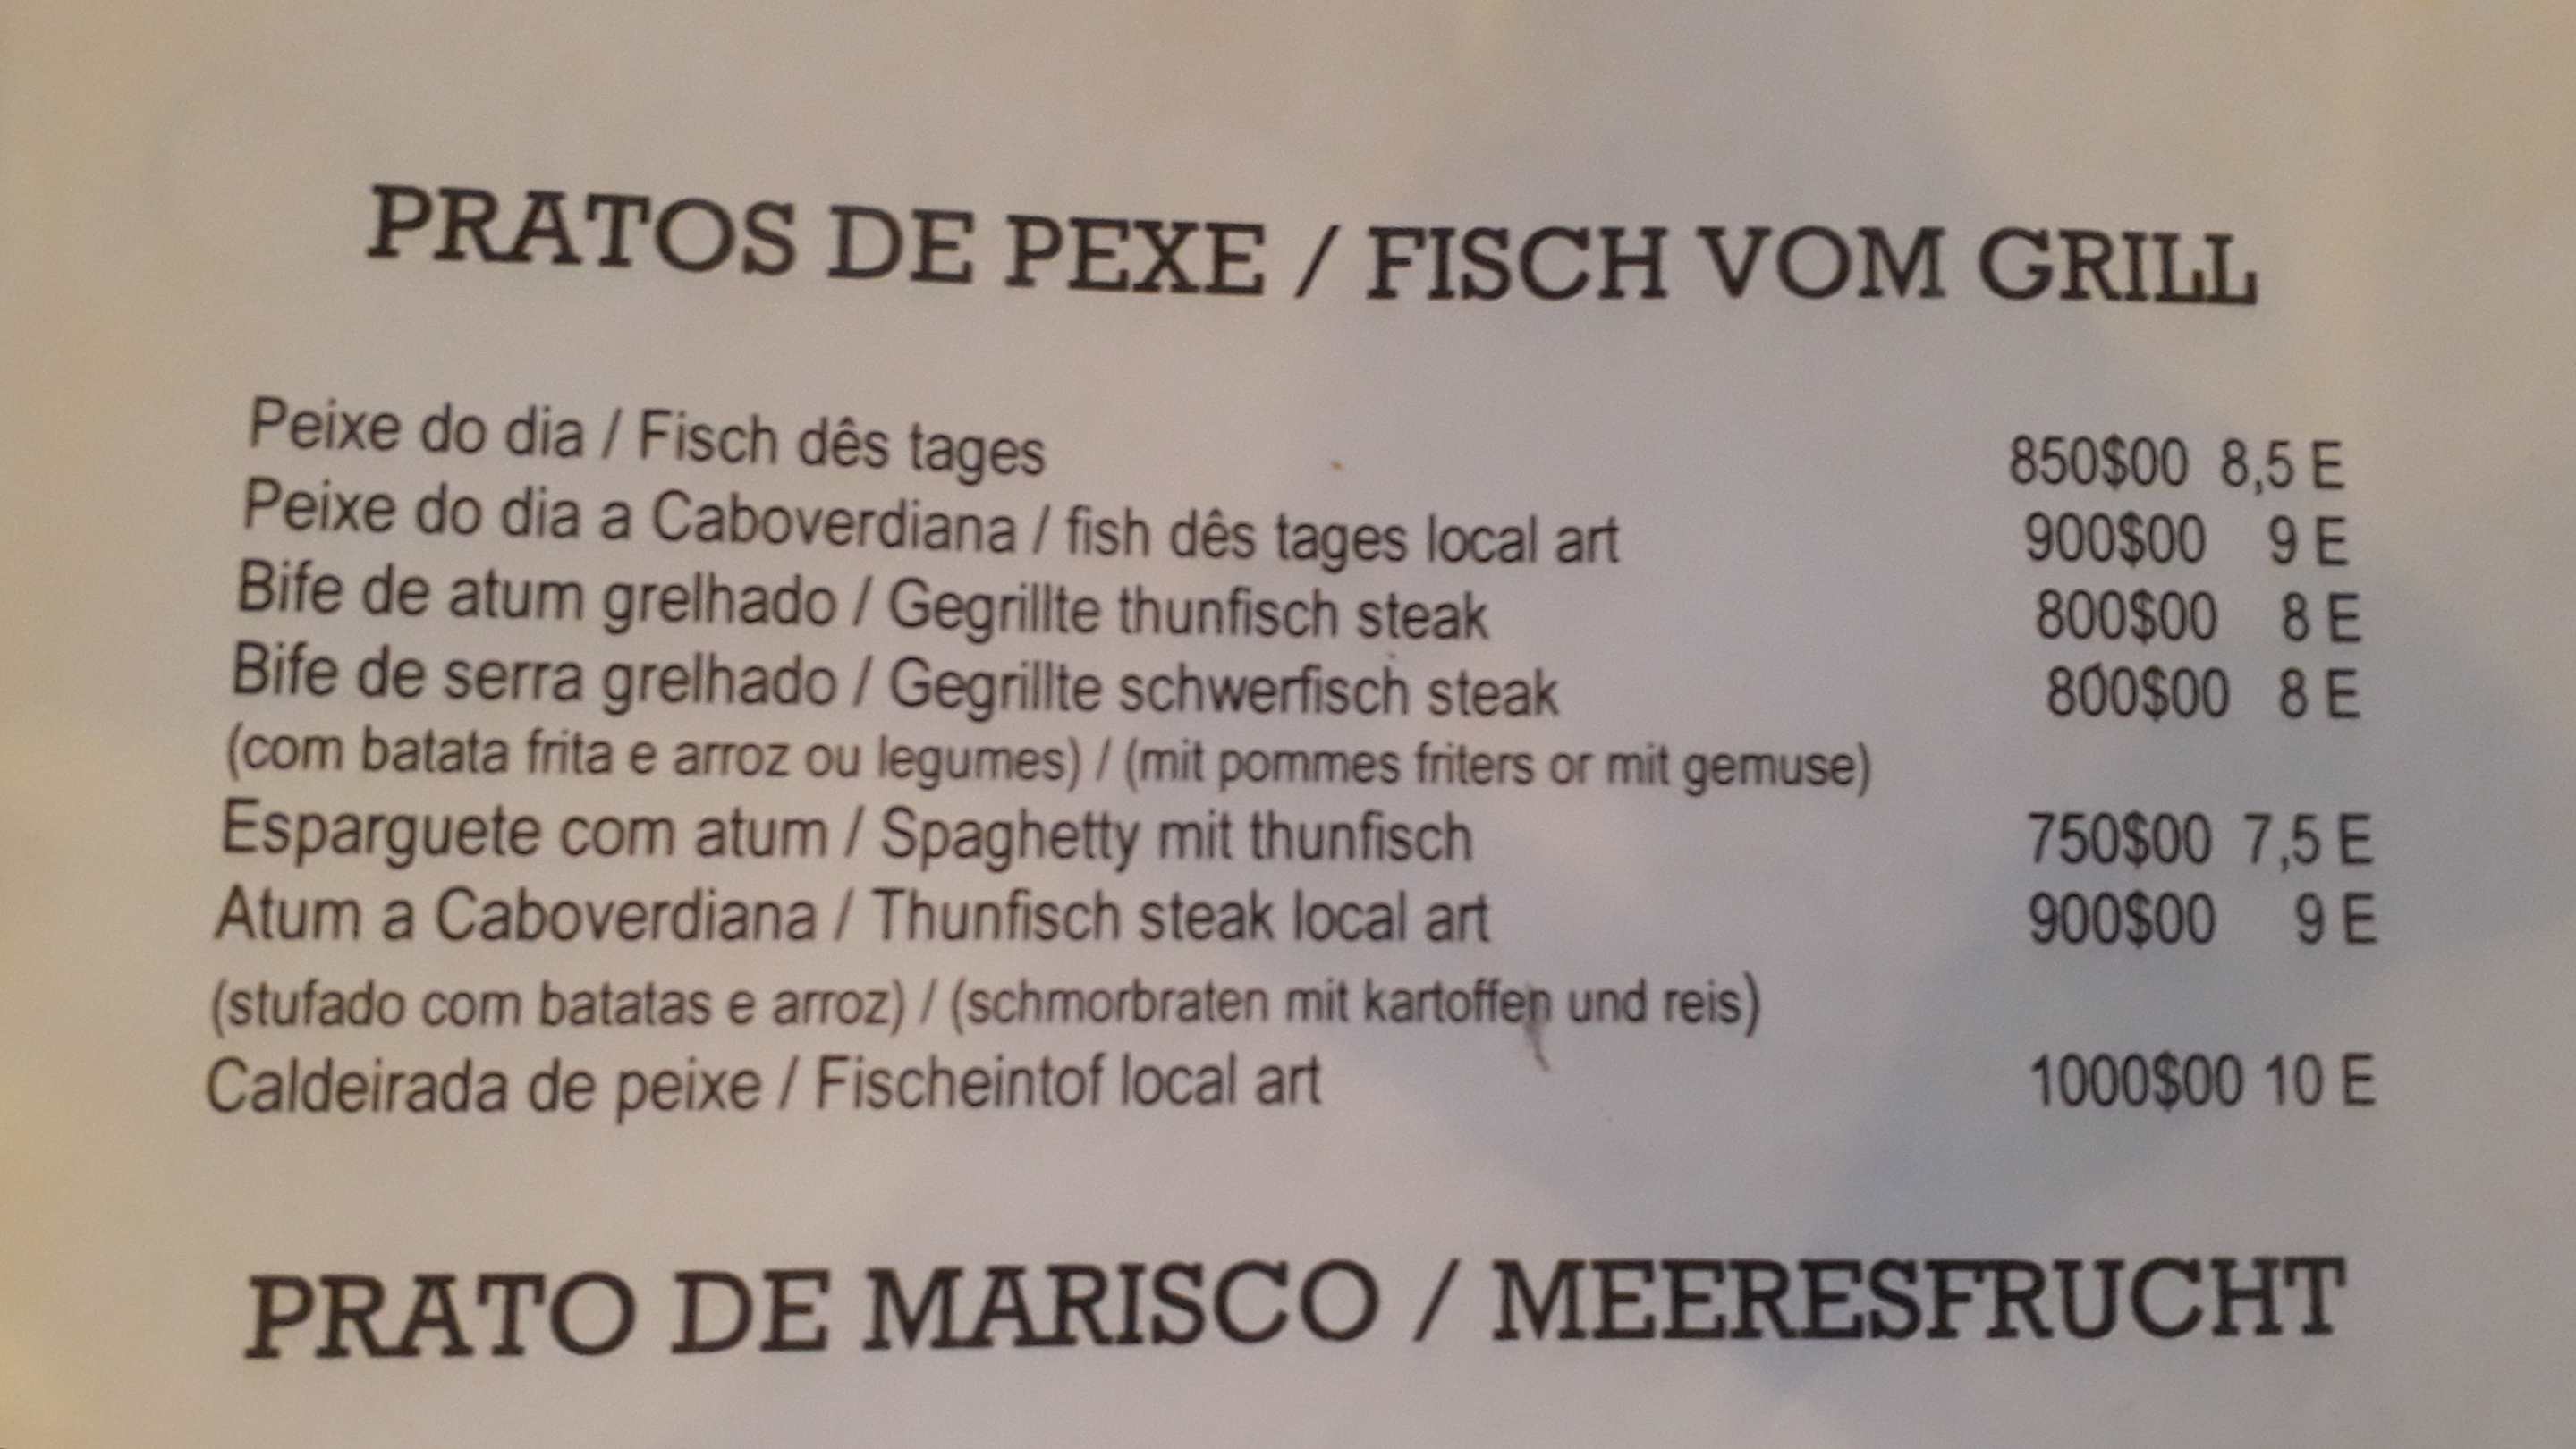 PRATOS DE PEXE / FISCH VOM GRILL
Peixe do dia / Fisch dês tages 850$00 8,5 E
Peixe do dia a Caboverdiana / fish dês tages local art 900$00 9 E
Bife de atum grelhado / Gegrillte thunfisch steak 800$00 8 E
Bife de serra grelhado / Gegrillte schwerfisch steak 800$00 8 E
(com batata frita e arroz ou legumes) / (mit pommes friters or mit gemuse)
Esparguete com atum / Spaghetty mit thunfisch 750$00 7,5 E
Atum a Caboverdiana / Thunfisch steak local art 900$00 9 E
(stufado com batatas e arroz) / (schmorbraten mit kartoffen und reis)
Caldeirada de peixe / Fischeintof local art 1000$00 10 E
PRATO DE MARISCO / MEERESFRUCHT